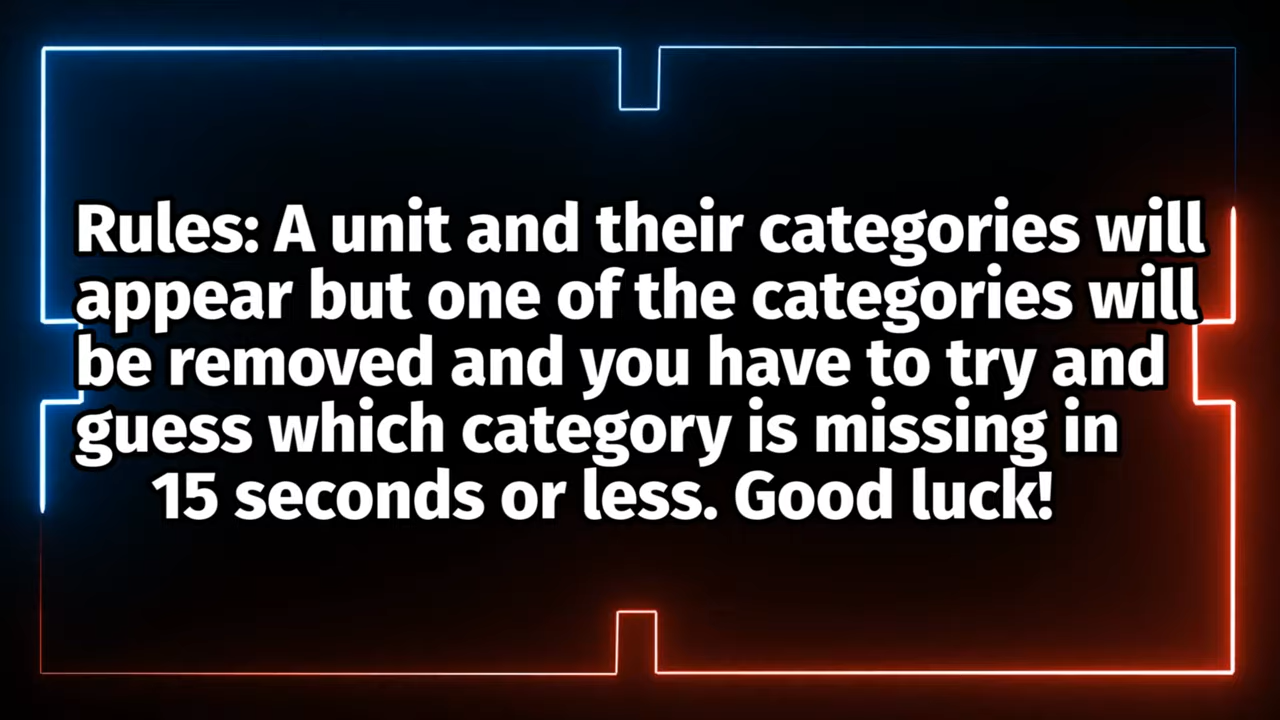 Rules: A unit and their categories will
appear but one of the categories will
be removed and you have to try and
guess which category is missing in
15 seconds or less. Good luck!